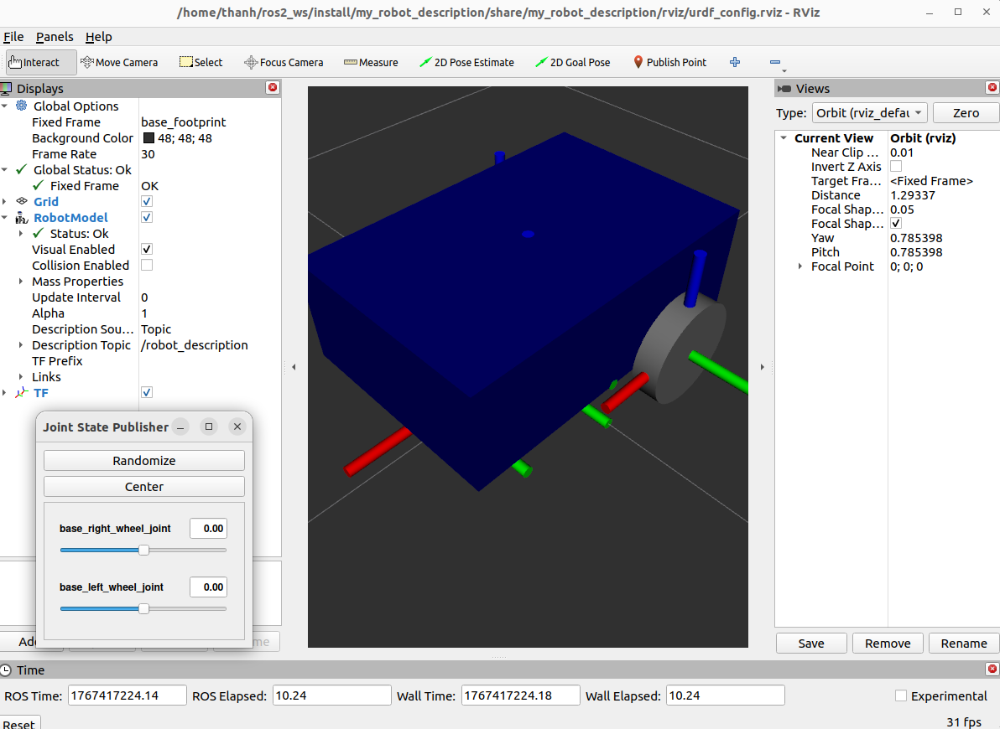 /home/thanh/ros2_ws/install/my_robot_description/share/my_robot_description/rviz/urdf_config.rviz - RViz
File Panels Help
Interact Move Camera Select Focus Camera Measure 2D Pose Estimate 2D Goal Pose Publish Point
Displays
Global Options
Fixed Frame base_footprint
Background Color 48; 48; 48
Frame Rate 30
Global Status: Ok
Fixed Frame OK
Grid
RobotModel
Status: Ok
Visual Enabled
Collision Enabled
Mass Properties
Update Interval 0
Alpha 1
Description Sou... Topic
Description Topic /robot_description
TF Prefix
Links
TF
Joint State Publisher
Randomize
Center
base_right_wheel_joint 0.00
base_left_wheel_joint 0.00
Views
Type: Orbit (rviz_defau Zero
Current View Orbit (rviz)
Near Clip ... 0.01
Invert Z Axis
Target Fra... <Fixed Frame>
Distance 1.29337
Focal Shap... 0.05
Focal Shap...
Yaw 0.785398
Pitch 0.785398
Focal Point 0; 0; 0
Save Remove Rename
Time
ROS Time: 1767417224.14 ROS Elapsed: 10.24 Wall Time: 1767417224.18 Wall Elapsed: 10.24 Experimental
Reset 31 fps